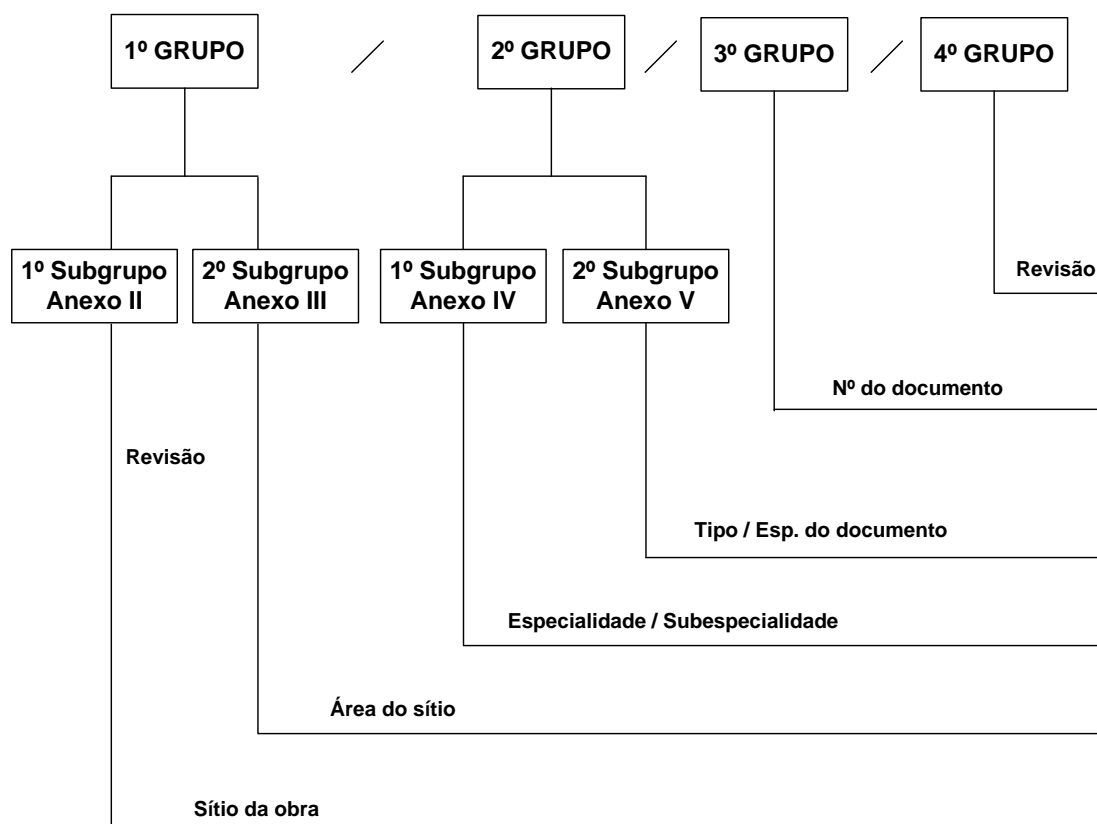 1º GRUPO / 2º GRUPO / 3º GRUPO / 4º GRUPO
1º Subgrupo
Anexo II
2º Subgrupo
Anexo III
1º Subgrupo
Anexo IV
2º Subgrupo
Anexo V
Revisão
Nº do documento
Revisão
Tipo / Esp. do documento
Especialidade / Subespecialidade
Área do sítio
Sítio da obra